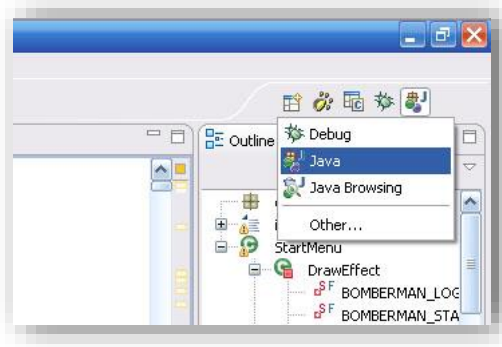 Outline
Debug
Java
Java Browsing
Other...
StartMenu
DrawEffect
BOMBERMAN_LOG
BOMBERMAN_STA